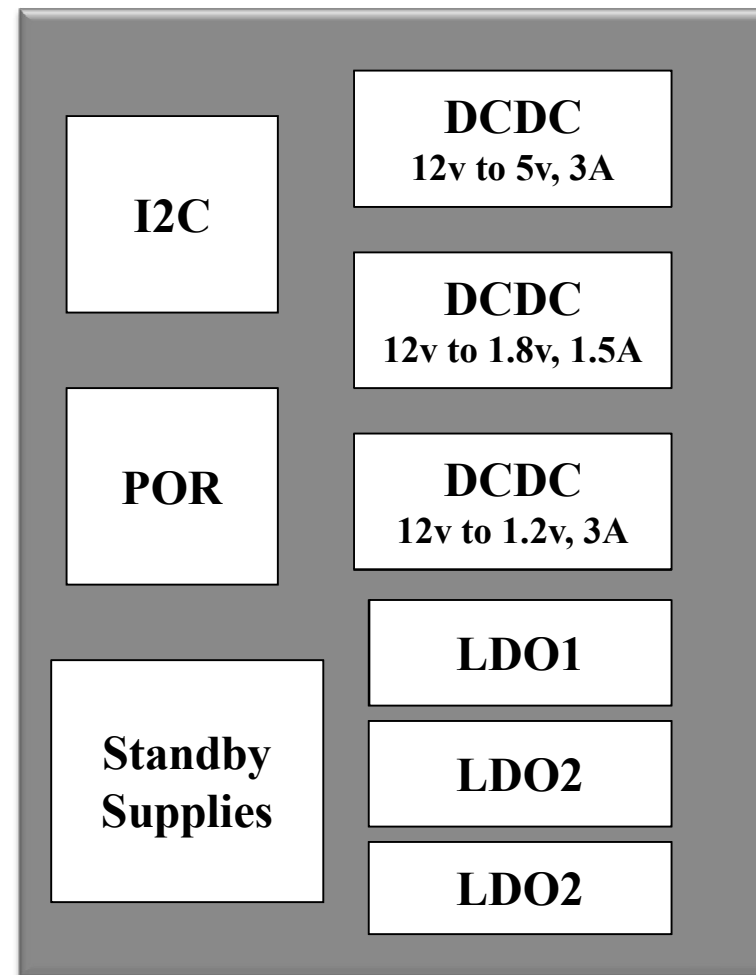 I2C
POR
Standby
Supplies
DCDC
12v to 5v, 3A
DCDC
12v to 1.8v, 1.5A
DCDC
12v to 1.2v, 3A
LDO1
LDO2
LDO2